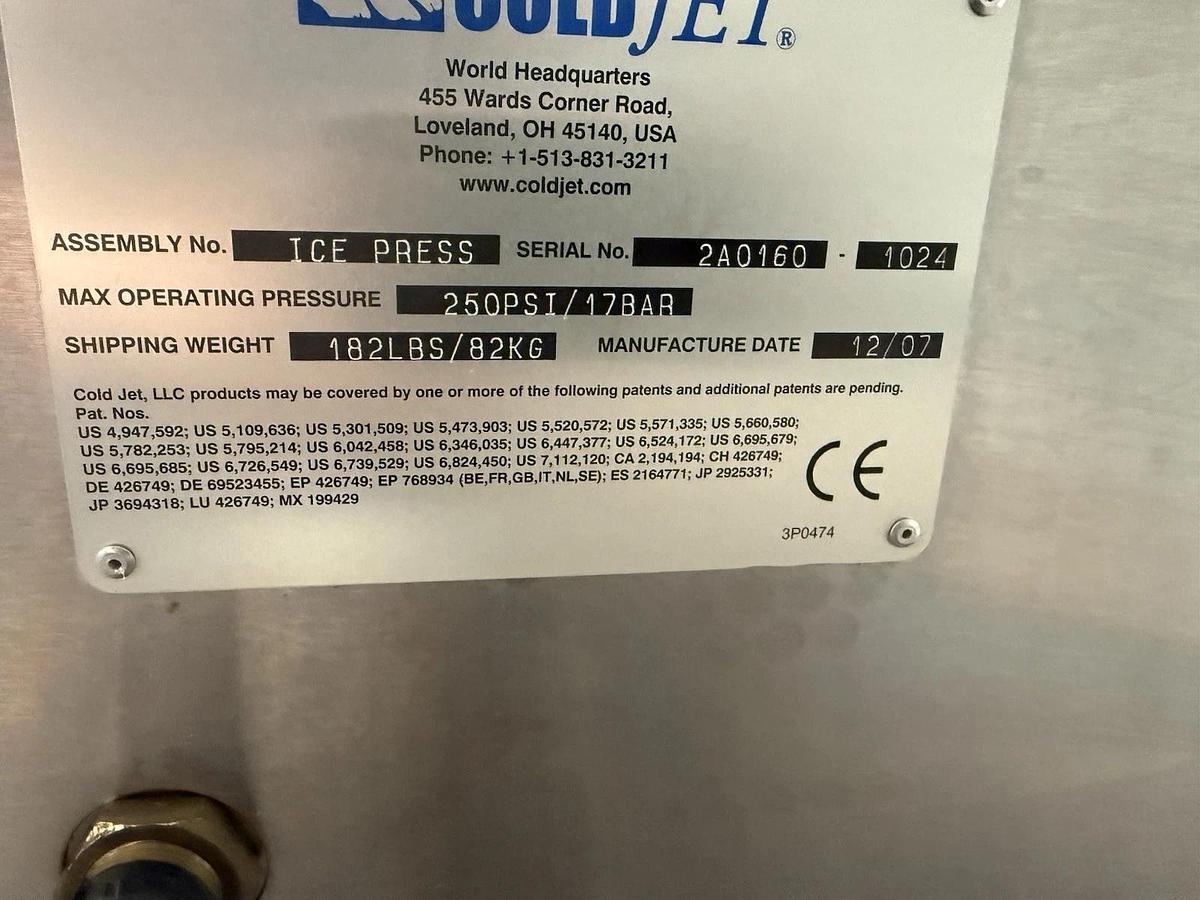 COLDJET®
World Headquarters
455 Wards Corner Road,
Loveland, OH 45140, USA
Phone: +1-513-831-3211
www.coldjet.com
ASSEMBLY No. ICE PRESS SERIAL No. 2A0160 - 1024
MAX OPERATING PRESSURE 250PSI/17BAR
SHIPPING WEIGHT 182LBS/82KG MANUFACTURE DATE 12/07
Cold Jet, LLC products may be covered by one or more of the following patents and additional patents are pending.
Pat. Nos.
US 4,947,592; US 5,109,636; US 5,301,509; US 5,473,903; US 5,520,572; US 5,571,335; US 5,660,580;
US 5,782,253; US 5,795,214; US 6,042,458; US 6,346,035; US 6,447,377; US 6,524,172; US 6,695,679;
US 6,695,685; US 6,726,549; US 6,739,529; US 6,824,450; US 7,112,120; CA 2,194,194; CH 426749;
DE 426749; DE 69523455; EP 426749; EP 768934 (BE,FR,GB,IT,NL,SE); ES 2164771; JP 2925331;
JP 3694318; LU 426749; MX 199429
CE
3P0474